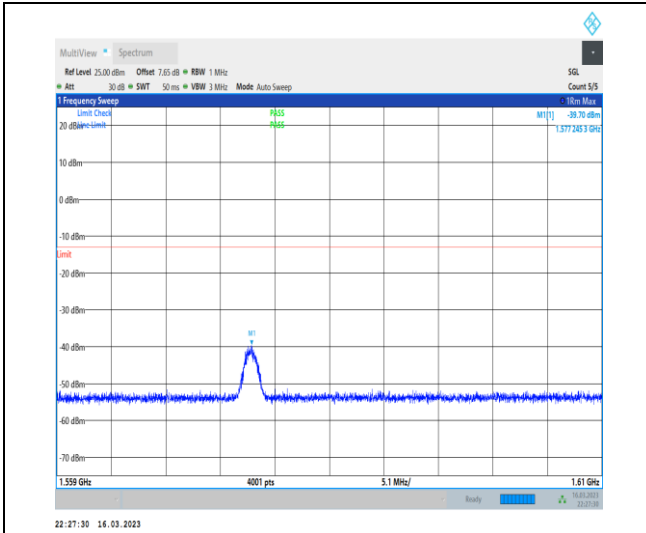 MultiView Spectrum
Ref Level 25.00 dBm Offset 7.65 dB RBW 1 MHz SGL
Att 30 dB SWT 50 ms VBW 3 MHz Mode Auto Sweep Count 5/5
1 Frequency Sweep 1Rm Max
Limit Check PASS M1[1] -39.70 dBm
20 dBm Line Limit PASS 1.577 245 3 GHz
10 dBm
0 dBm
-10 dBm
Limit
-20 dBm
-30 dBm
M1
-40 dBm
-50 dBm
-60 dBm
-70 dBm
1.559 GHz 4001 pts 5.1 MHz/ 1.61 GHz
Ready 16.03.2023
22:27:30
22:27:30 16.03.2023